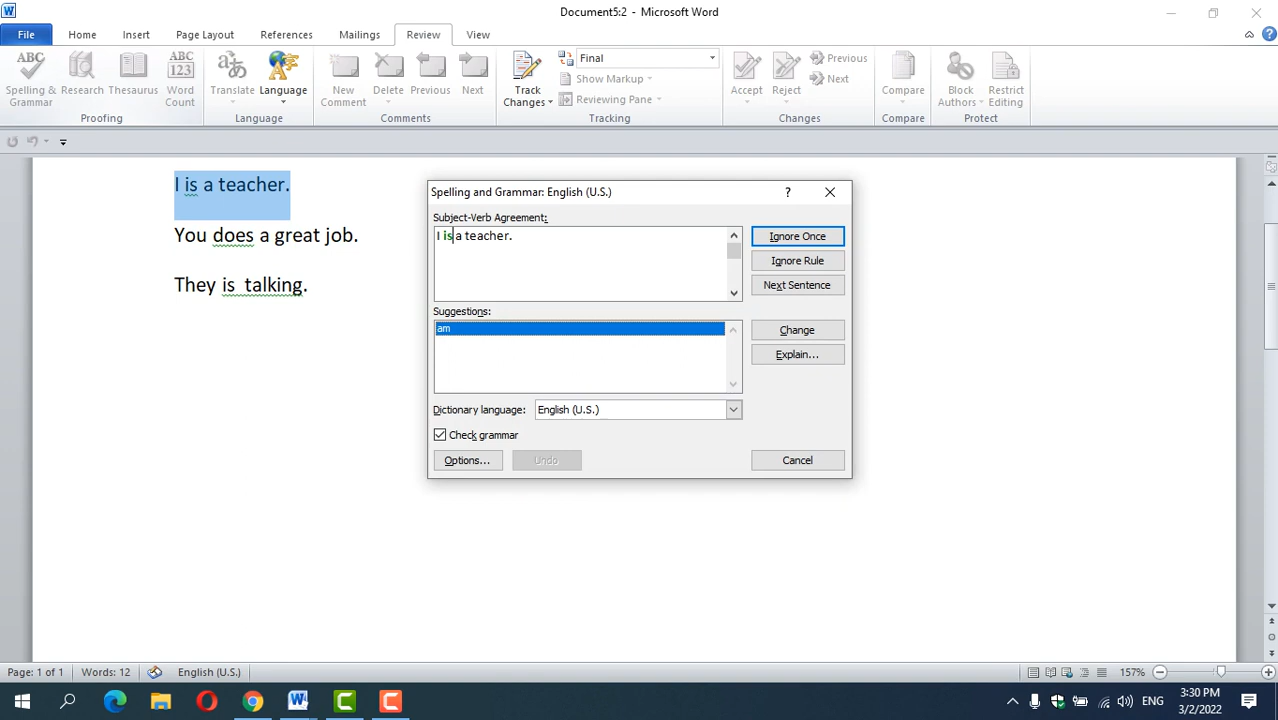 Document5:2 - Microsoft Word
File Home Insert Page Layout References Mailings Review View
ABC Spelling & Grammar
Research
Thesaurus
ABC 123 Word Count
Proofing
Translate
Language
Language
New Comment
Delete
Previous
Next
Comments
Track Changes
Final
Show Markup
Reviewing Pane
Tracking
Accept
Reject
Previous
Next
Changes
Compare
Compare
Block Authors
Restrict Editing
Protect
I is a teacher.
You does a great job.
They is  talking.
Spelling and Grammar: English (U.S.) ?
Subject-Verb Agreement:
I is a teacher.
Ignore Once
Ignore Rule
Next Sentence
Suggestions:
am
Change
Explain...
Dictionary language: English (U.S.)
Check grammar
Options... Undo Cancel
Page: 1 of 1 Words: 12 English (U.S.) 157%
ENG
3:30 PM
3/2/2022